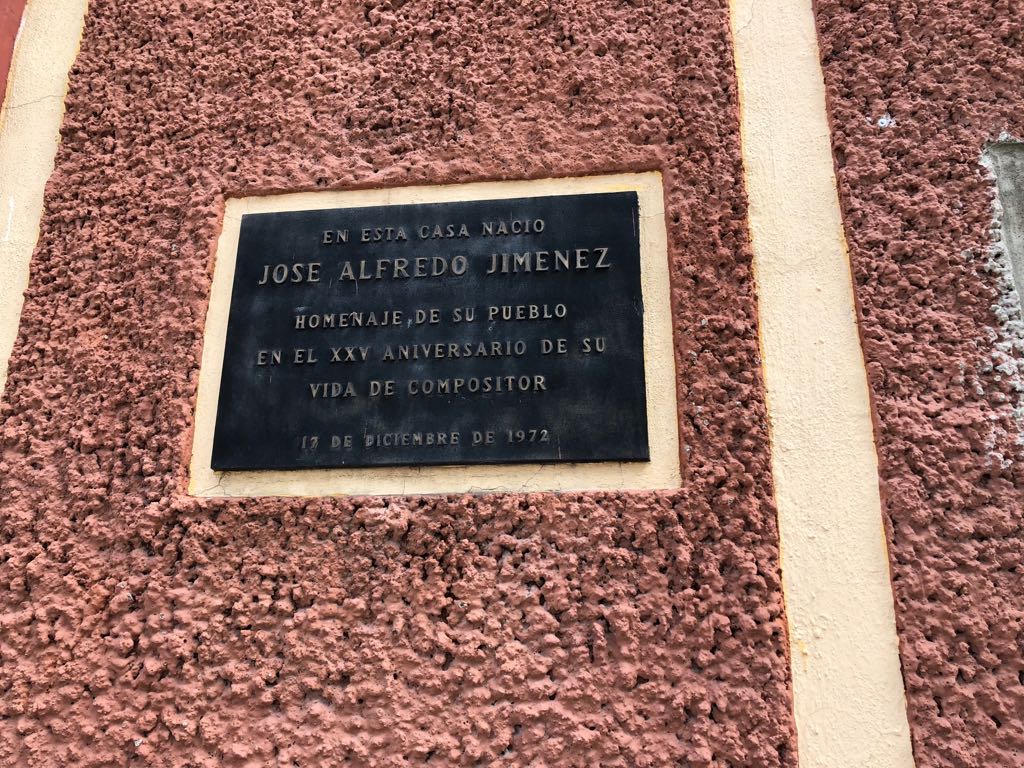 EN ESTA CASA NACIO
JOSE ALFREDO JIMENEZ
HOMENAJE DE SU PUEBLO
EN EL XXV ANIVERSARIO DE SU
VIDA DE COMPOSITOR
17 DE DICIEMBRE DE 1972